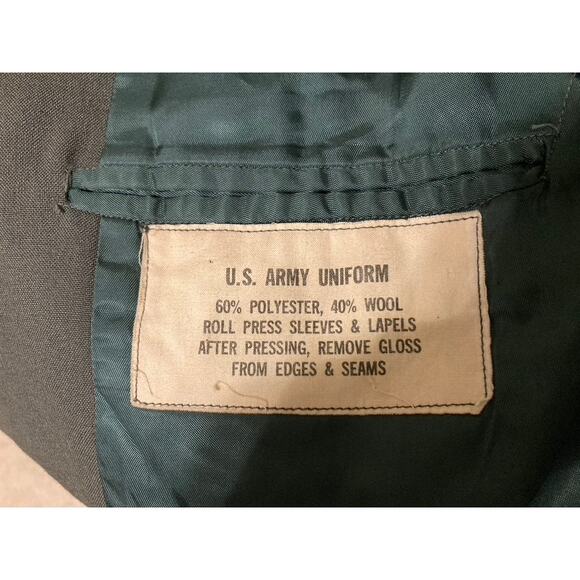 U.S. ARMY UNIFORM
60% POLYESTER, 40% WOOL
ROLL PRESS SLEEVES & LAPELS
AFTER PRESSING, REMOVE GLOSS
FROM EDGES & SEAMS